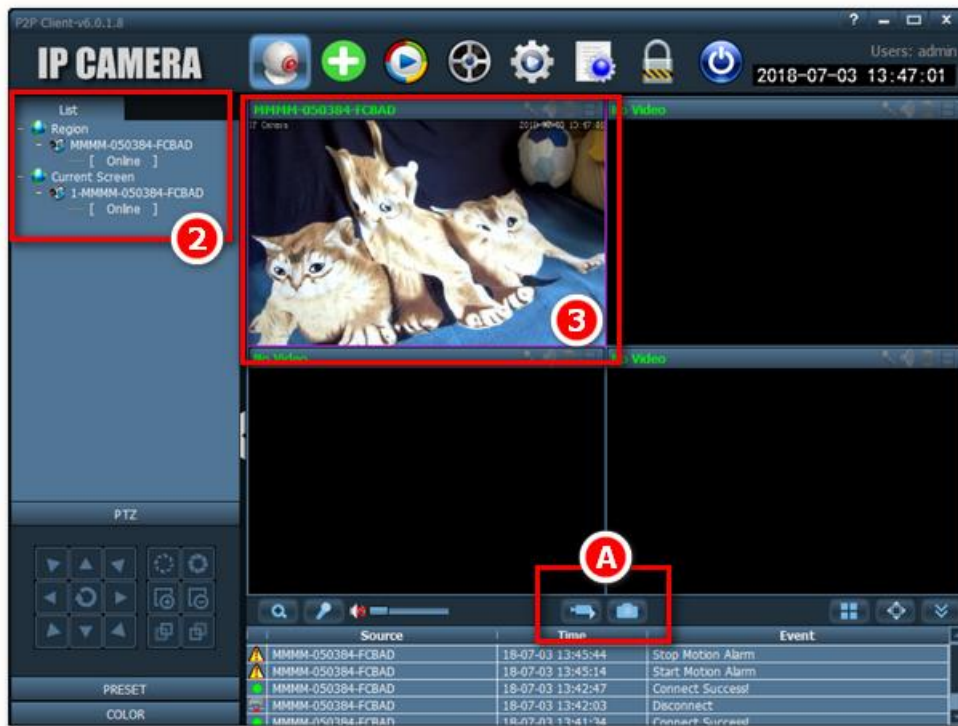 P2P Client-v6.0.1.8
?
IP CAMERA
Users: admin
2018-07-03 13:47:01
List
Region
MMMM-050384-FCBAD
[ Online ]
Current Screen
1-MMMM-050384-FCBAD
[ Online ]
2
MMMM-050384-FCBAD
No Video
IP Camera
3
No Video
No Video
PTZ
A
Source Time Event
MMMM-050384-FCBAD 18-07-03 13:45:44 Stop Motion Alarm
MMMM-050384-FCBAD 18-07-03 13:45:14 Start Motion Alarm
MMMM-050384-FCBAD 18-07-03 13:42:47 Connect Success!
MMMM-050384-FCBAD 18-07-03 13:42:03 Disconnect
MMMM-050384-FCBAD 18-07-03 13:41:34 Connect Success!
PRESET
COLOR